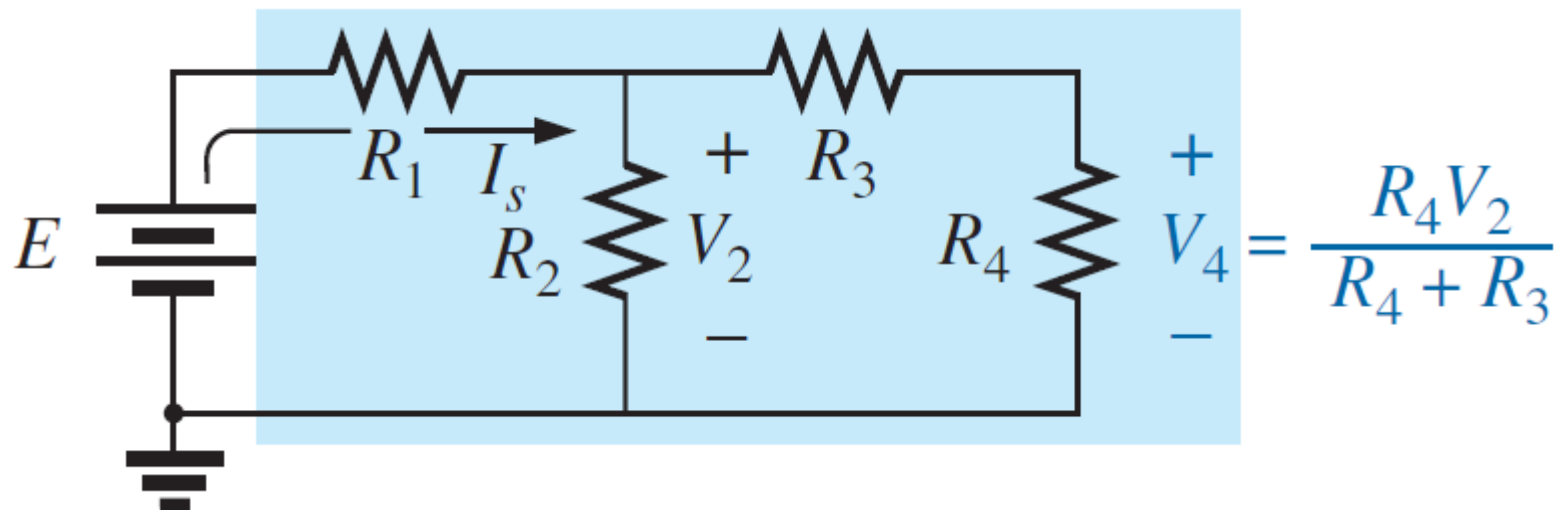 R₁
Iₛ
E
R₂
+
V₂
−
R₃
R₄
+
V₄ = R₄V₂ / R₄ + R₃
−